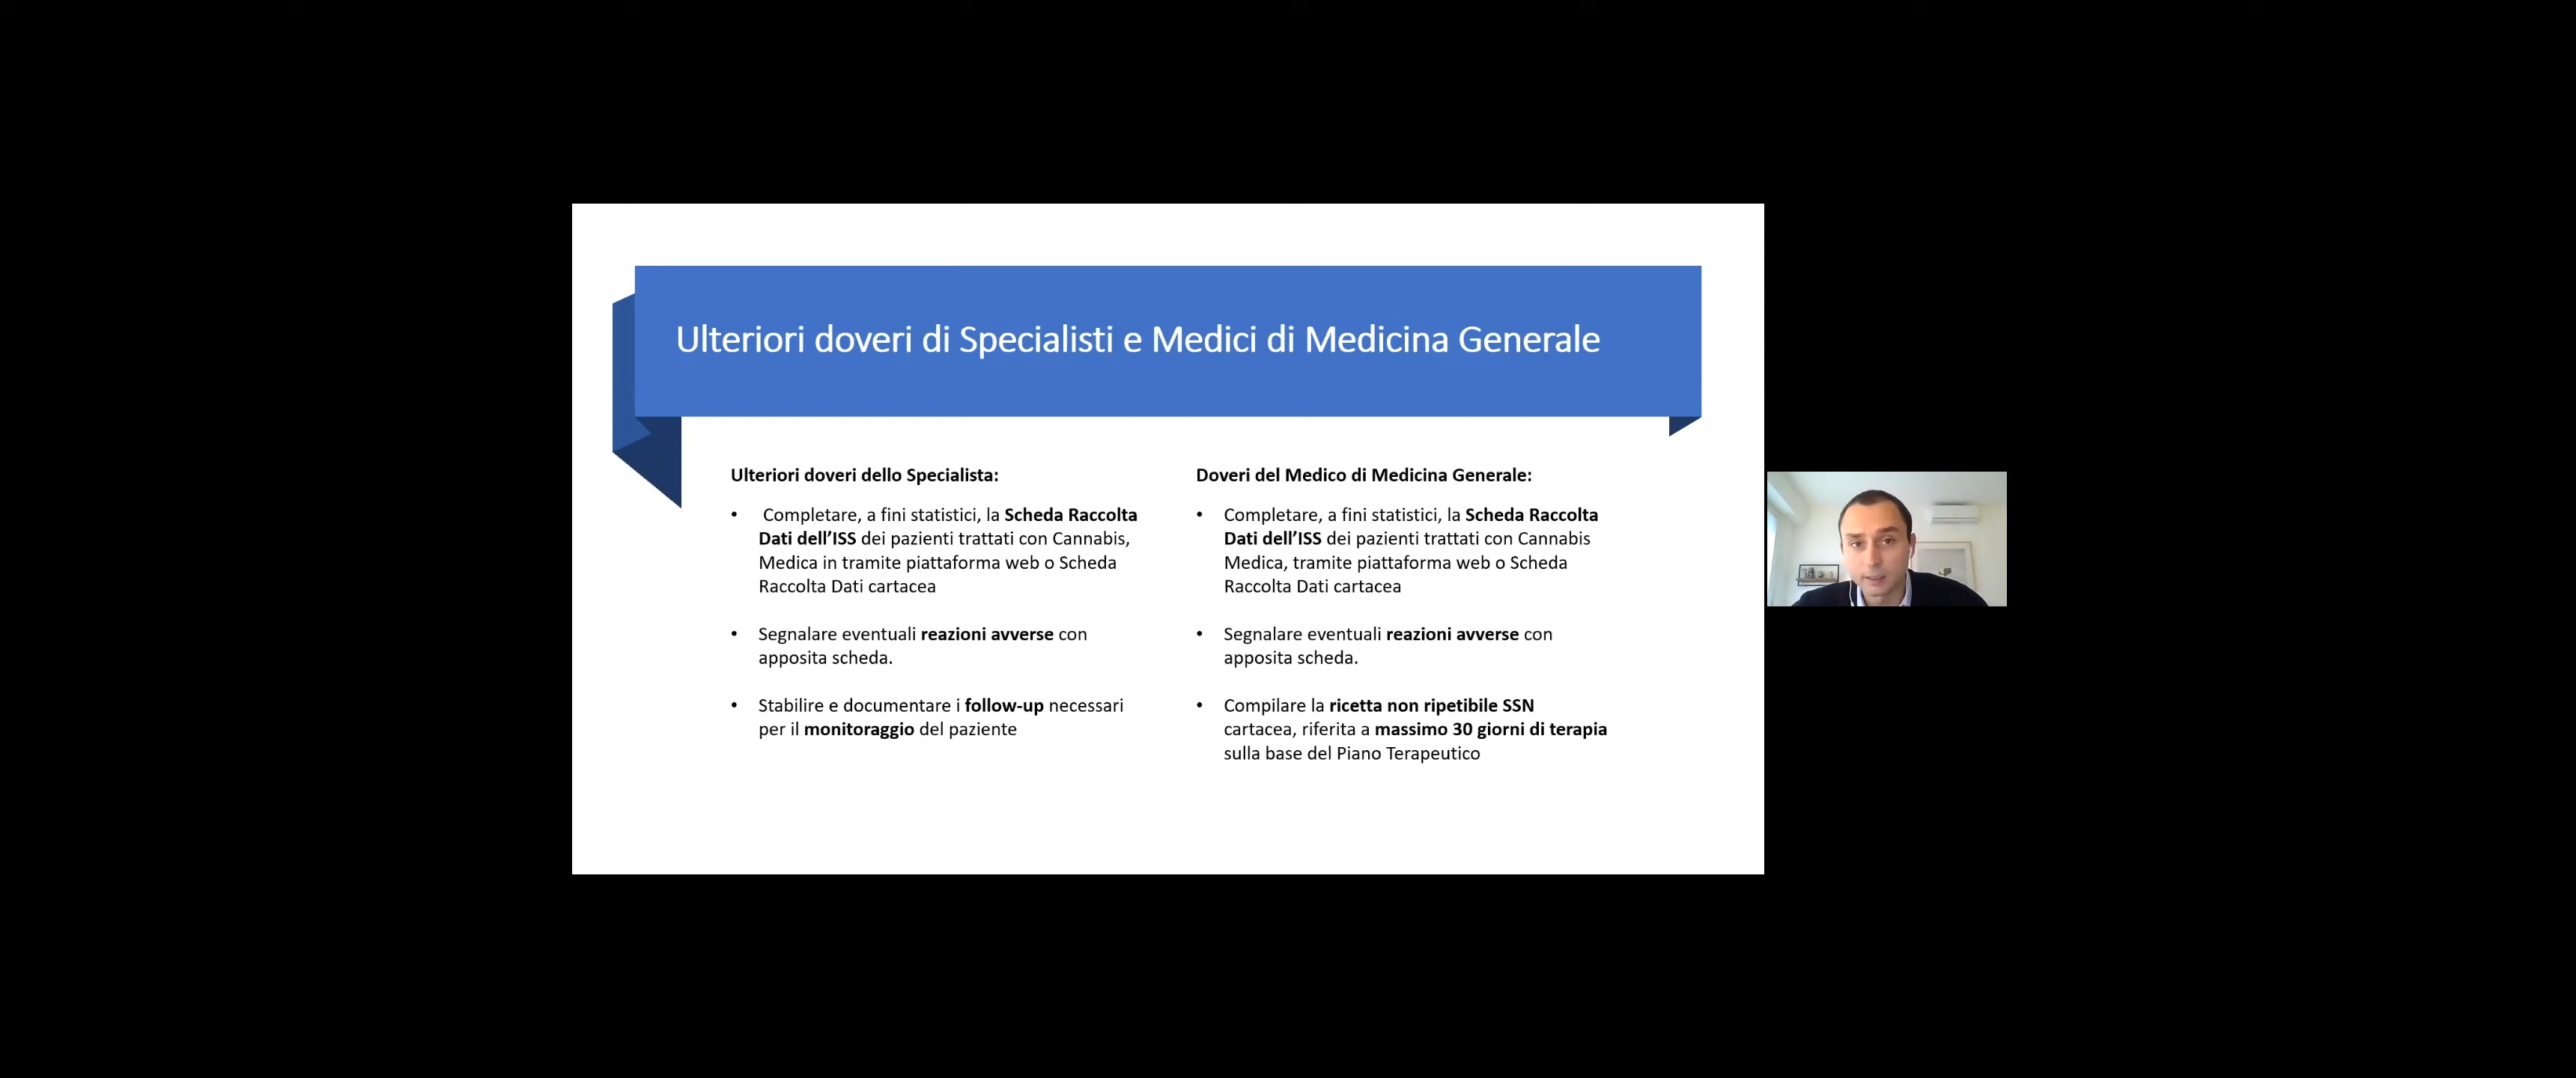 Ulteriori doveri di Specialisti e Medici di Medicina Generale
Ulteriori doveri dello Specialista:
• Completare, a fini statistici, la Scheda Raccolta
Dati dell’ISS dei pazienti trattati con Cannabis,
Medica in tramite piattaforma web o Scheda
Raccolta Dati cartacea
• Segnalare eventuali reazioni avverse con
apposita scheda.
• Stabilire e documentare i follow-up necessari
per il monitoraggio del paziente
Doveri del Medico di Medicina Generale:
• Completare, a fini statistici, la Scheda Raccolta
Dati dell’ISS dei pazienti trattati con Cannabis
Medica, tramite piattaforma web o Scheda
Raccolta Dati cartacea
• Segnalare eventuali reazioni avverse con
apposita scheda.
• Compilare la ricetta non ripetibile SSN
cartacea, riferita a massimo 30 giorni di terapia
sulla base del Piano Terapeutico